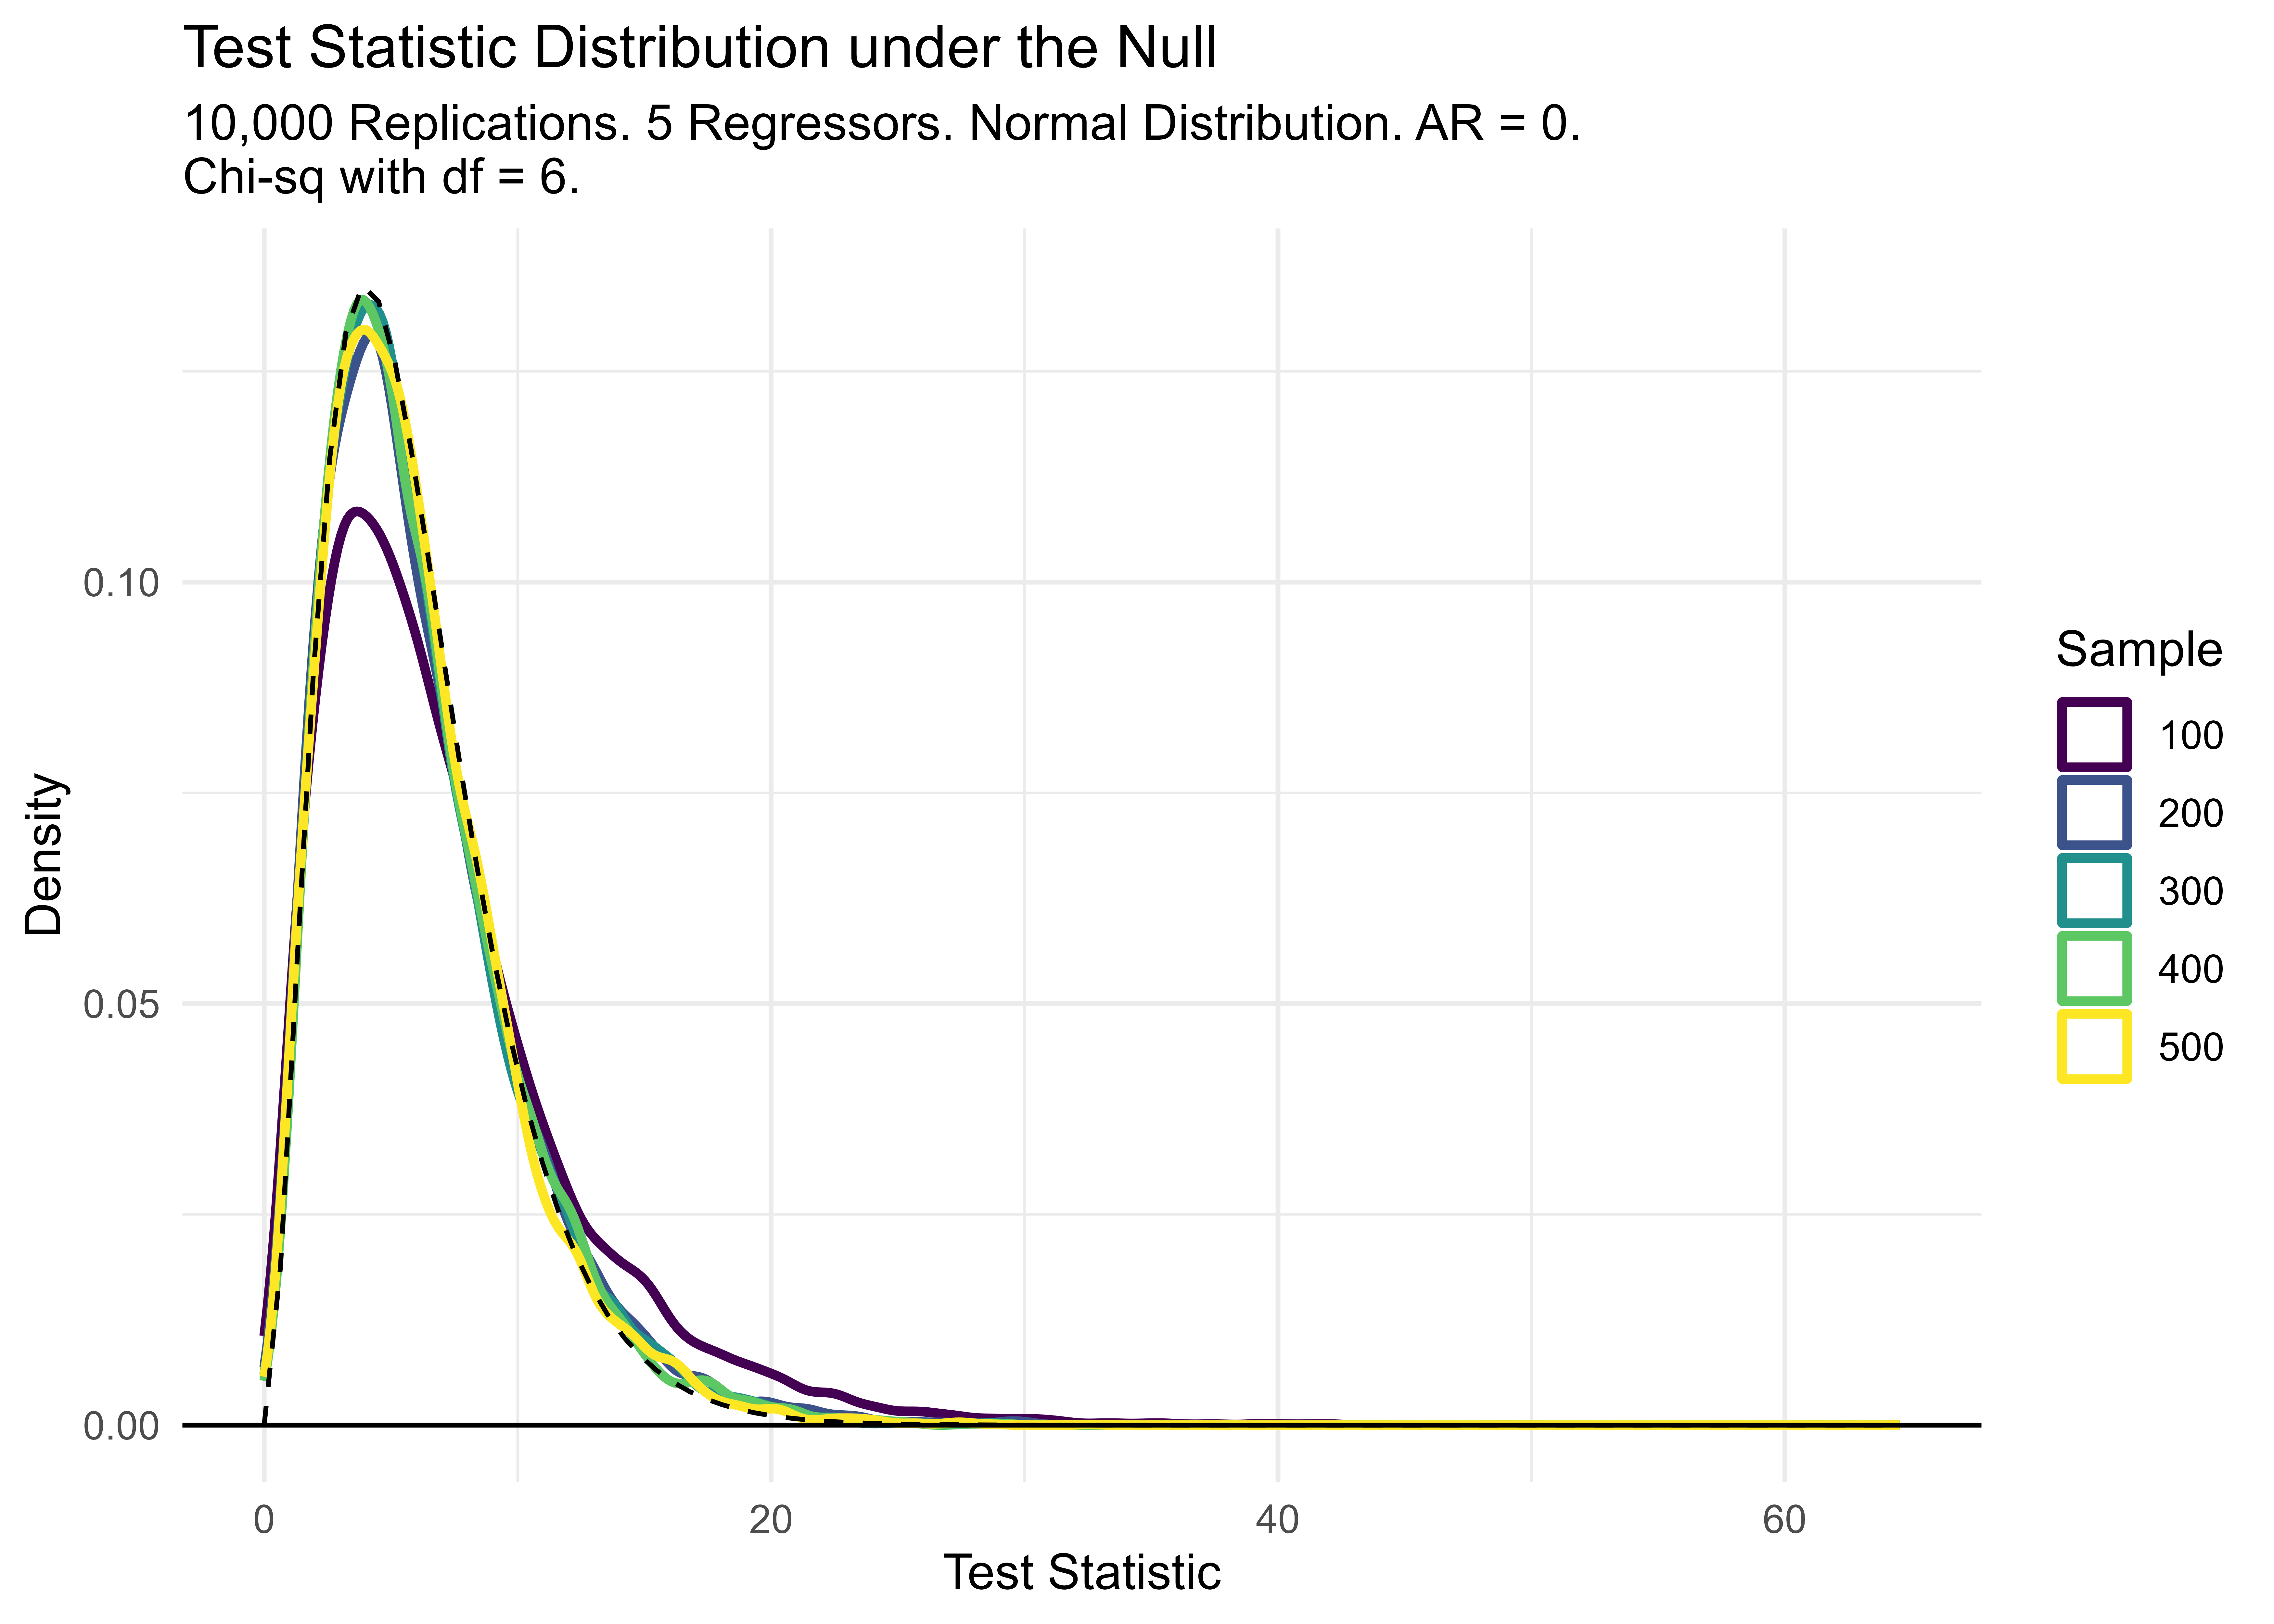 Test Statistic Distribution under the Null
10,000 Replications. 5 Regressors. Normal Distribution. AR = 0.
Chi-sq with df = 6.
Density
0.10
0.05
0.00
0
20
40
60
Test Statistic
Sample
100
200
300
400
500